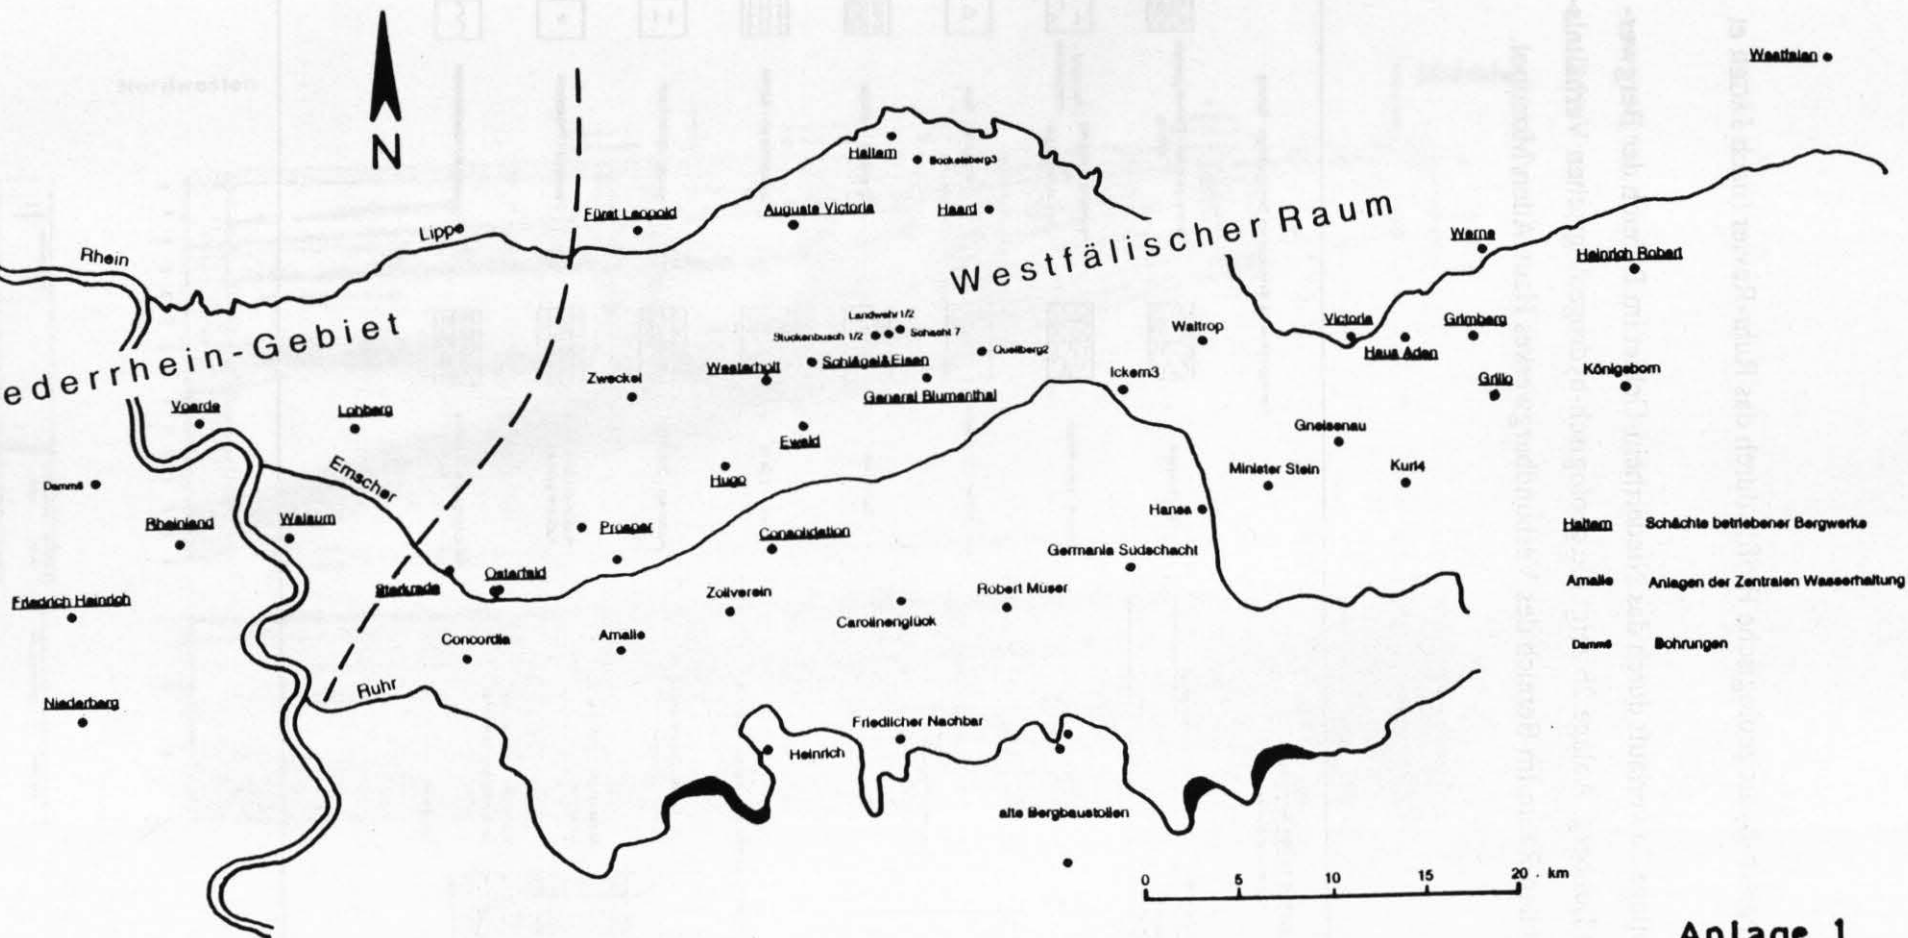 Westfalen
N
Haltern
Bockelsberg3
Fürst Leopold
Auguste Victoria
Haard
Lippe
Rhein
Westfälischer Raum
Werne
Heinrich Robert
ederrhein-Gebiet
Landwehr 1/2
Stuckenbusch 1/2
Schacht 7
Quellberg2
Waltrop
Victoria
Grimberg
Haus Aden
Zweckel
Westerholt
Schlägel&Eisen
General Blumenthal
Ickern3
Grillo
Königsborn
Voerde
Lohberg
Ewald
Gneisenau
Emscher
Hugo
Minister Stein
Kurl4
Damm6
Rheinland
Walsum
Prosper
Consolidation
Hansa
Haltern Schächte betriebener Bergwerke
Germania Südschacht
Sterkrade
Osterfeld
Zollverein
Robert Müser
Amalie Anlagen der Zentralen Wasserhaltung
Friedrich Heinrich
Carolinenglück
Concordia
Amalie
Damm6 Bohrungen
Ruhr
Niederberg
Friedlicher Nachbar
Heinrich
alte Bergbaustollen
0 5 10 15 20 km
Anlage 1